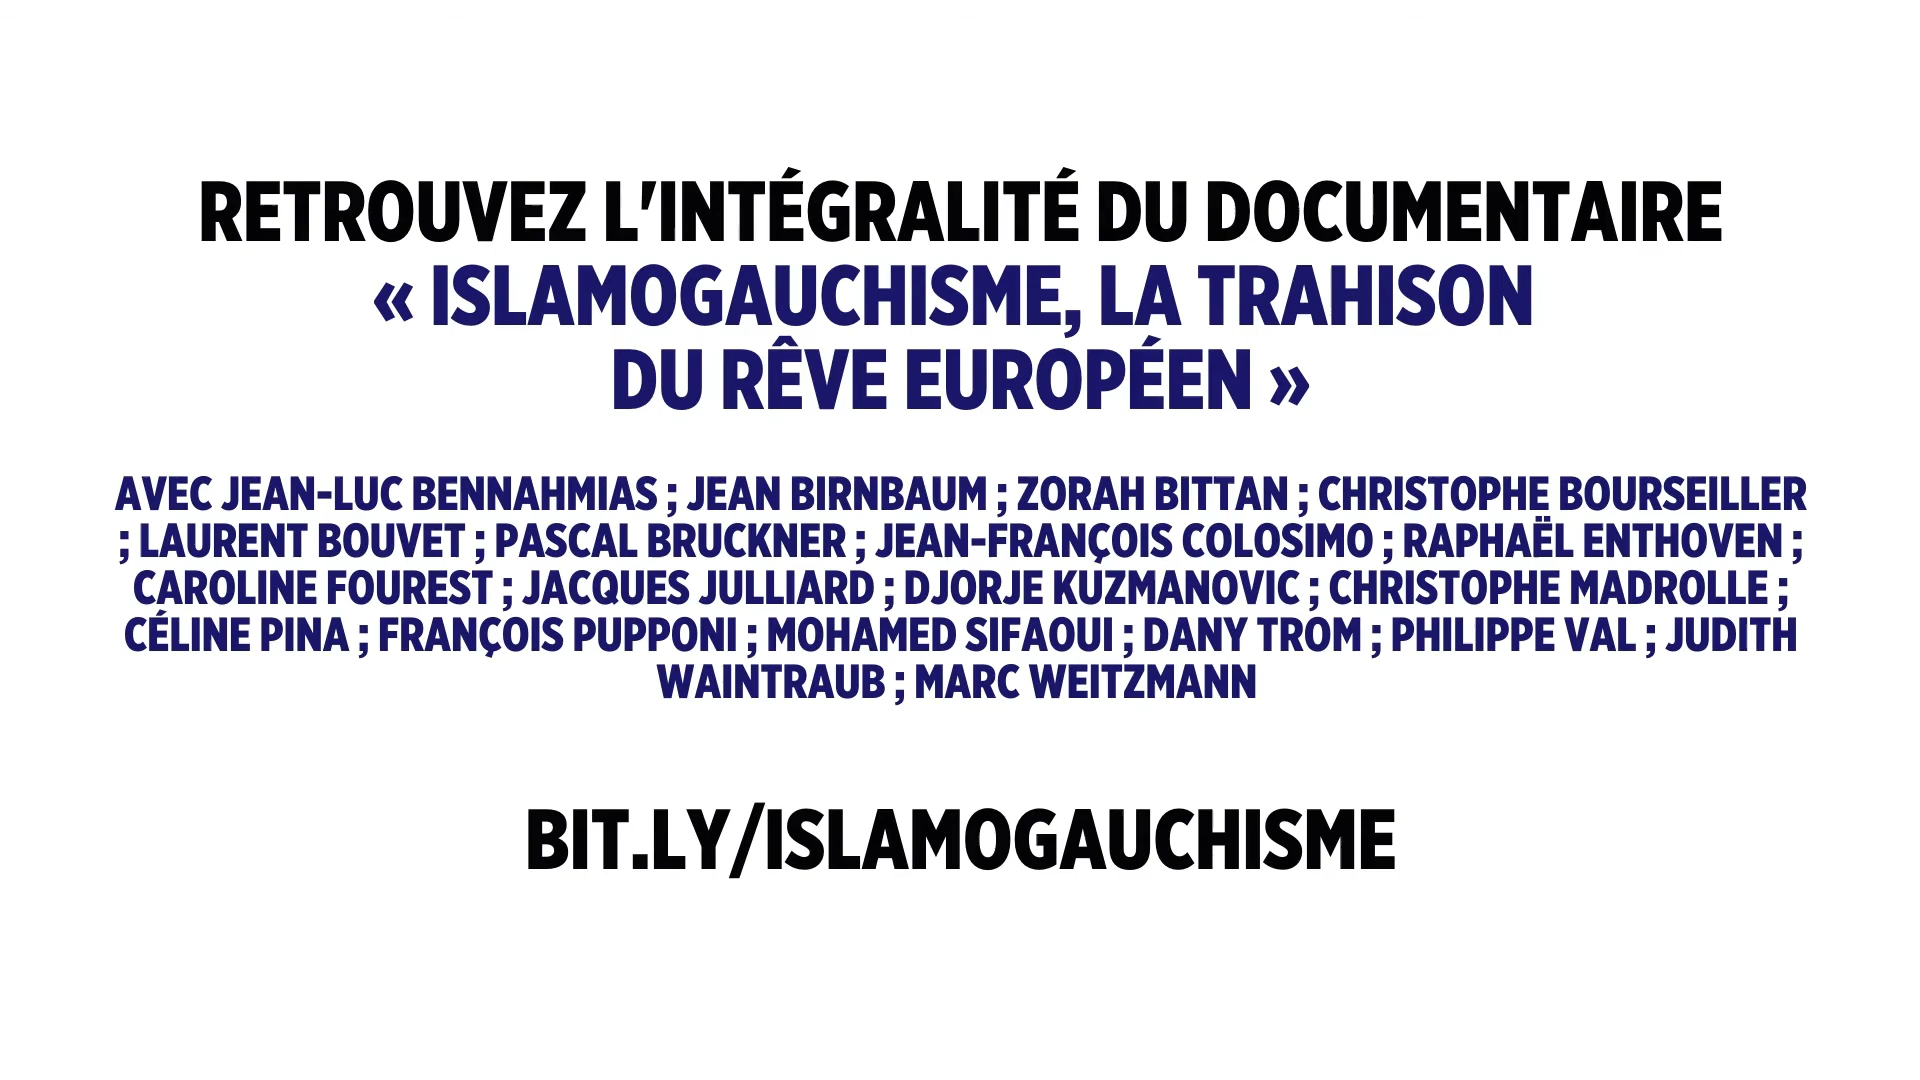 RETROUVEZ L'INTÉGRALITÉ DU DOCUMENTAIRE
« ISLAMOGAUCHISME, LA TRAHISON
DU RÊVE EUROPÉEN »
AVEC JEAN-LUC BENNAHMIAS ; JEAN BIRNBAUM ; ZORAH BITTAN ; CHRISTOPHE BOURSEILLER
; LAURENT BOUVET ; PASCAL BRUCKNER ; JEAN-FRANÇOIS COLOSIMO ; RAPHAËL ENTHOVEN ;
CAROLINE FOUREST ; JACQUES JULLIARD ; DJORJE KUZMANOVIC ; CHRISTOPHE MADROLLE ;
CÉLINE PINA ; FRANÇOIS PUPPONI ; MOHAMED SIFAOUI ; DANY TROM ; PHILIPPE VAL ; JUDITH
WAINTRAUB ; MARC WEITZMANN
BIT.LY/ISLAMOGAUCHISME